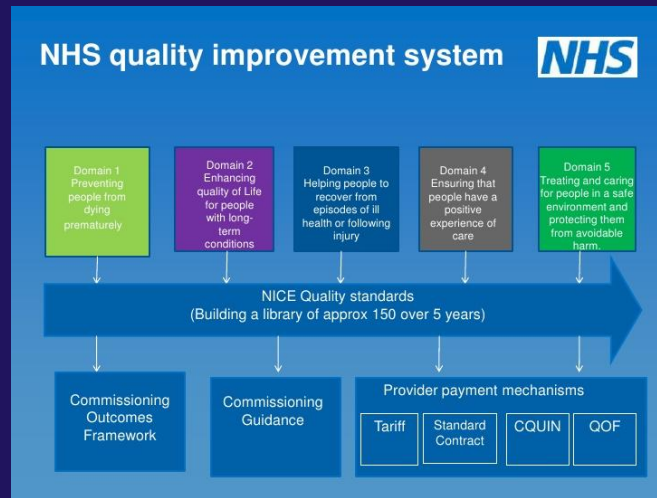 NHS quality improvement system
NHS
Domain 1
Preventing
people from
dying
prematurely
Domain 2
Enhancing
quality of Life
for people
with long-
term
conditions
Domain 3
Helping people to
recover from
episodes of ill
health or following
injury
Domain 4
Ensuring that
people have a
positive
experience of
care
Domain 5
Treating and caring
for people in a safe
environment and
protecting them
from avoidable
harm.
NICE Quality standards
(Building a library of approx 150 over 5 years)
Commissioning
Outcomes
Framework
Commissioning
Guidance
Provider payment mechanisms
Tariff
Standard
Contract
CQUIN
QOF